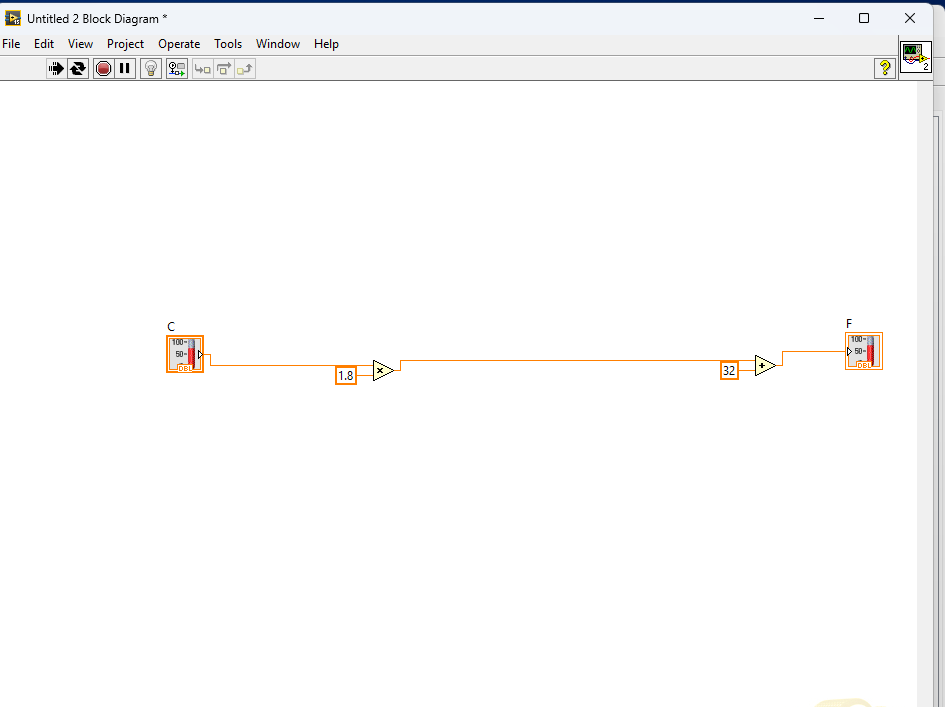 Untitled 2 Block Diagram *
File Edit View Project Operate Tools Window Help
?
2
C
100-
50-
DBL
1.8
×
32
+
F
100-
50-
DBL